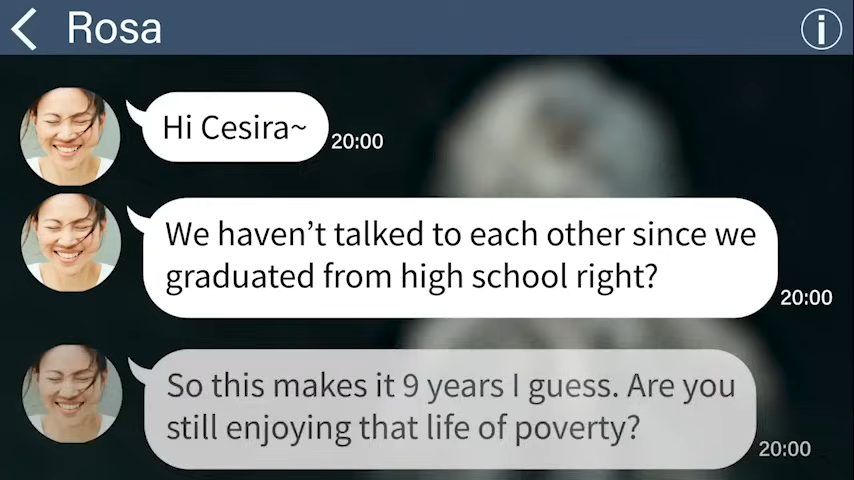 Rosa
Hi Cesira~
20:00
We haven't talked to each other since we
graduated from high school right?
20:00
So this makes it 9 years I guess. Are you
still enjoying that life of poverty?
20:00